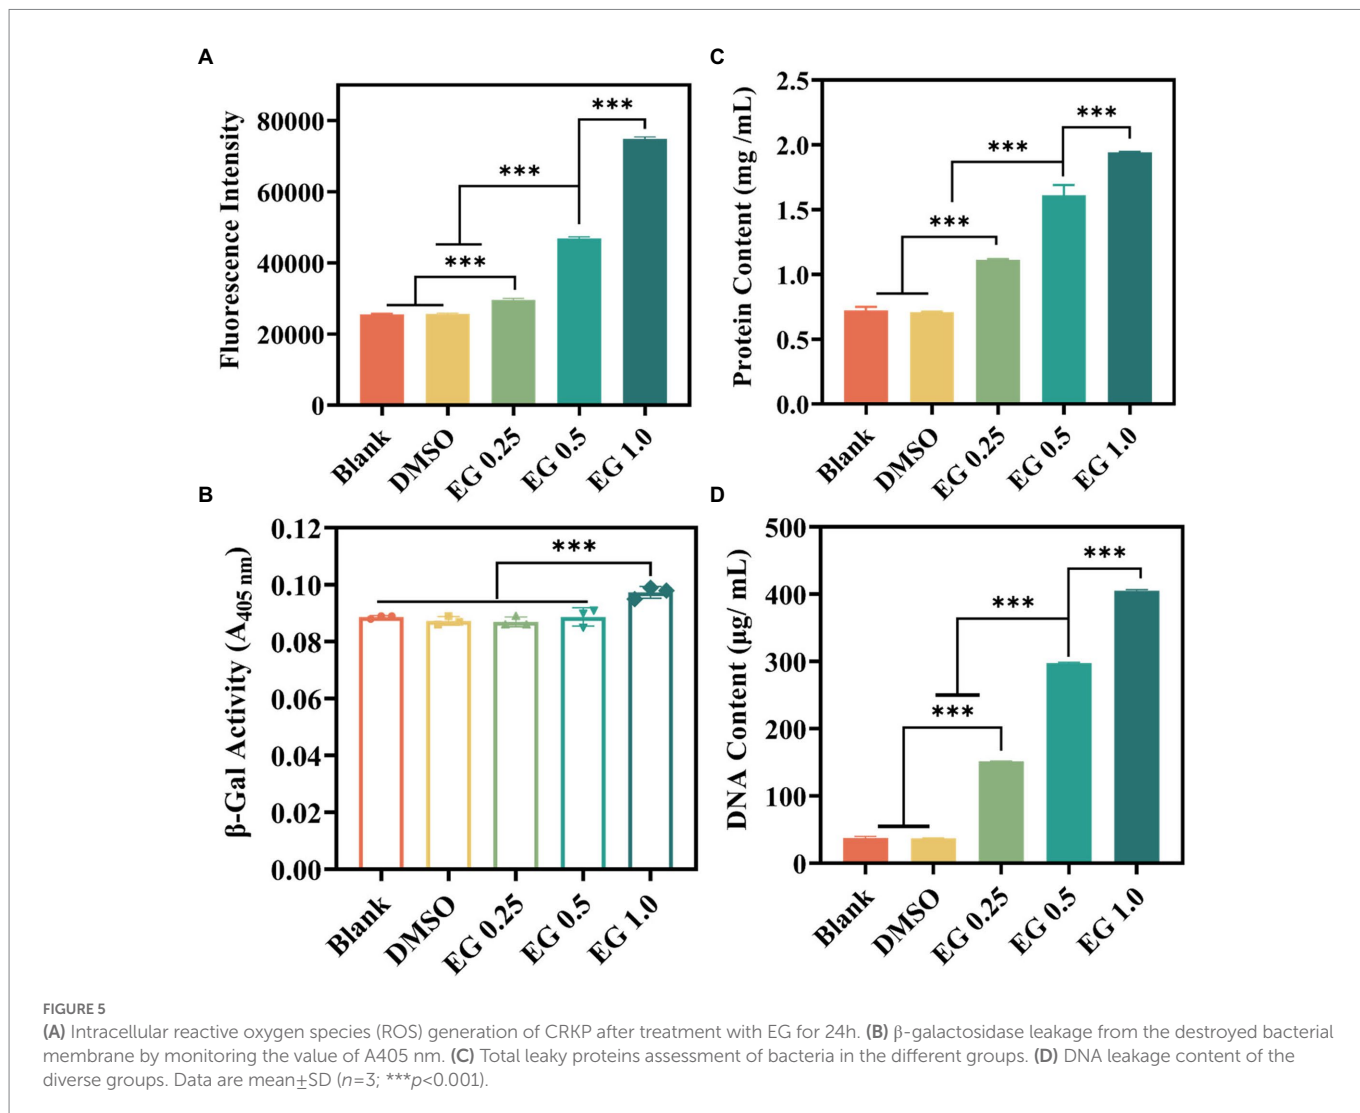 A
Fluorescence Intensity
80000
60000
40000
20000
0
***
***
***
Blank
DMSO
EG 0.25
EG 0.5
EG 1.0
C
Protein Content (mg /mL)
2.5
2.0
1.5
1.0
0.5
0.0
***
***
***
Blank
DMSO
EG 0.25
EG 0.5
EG 1.0
B
β-Gal Activity (A405 nm)
0.12
0.10
0.08
0.06
0.04
0.02
0.00
***
Blank
DMSO
EG 0.25
EG 0.5
EG 1.0
D
DNA Content (µg/ mL)
500
400
300
200
100
0
***
***
***
Blank
DMSO
EG 0.25
EG 0.5
EG 1.0
FIGURE 5
(A) Intracellular reactive oxygen species (ROS) generation of CRKP after treatment with EG for 24h. (B) β-galactosidase leakage from the destroyed bacterial
membrane by monitoring the value of A405 nm. (C) Total leaky proteins assessment of bacteria in the different groups. (D) DNA leakage content of the
diverse groups. Data are mean±SD (n=3; ***p<0.001).